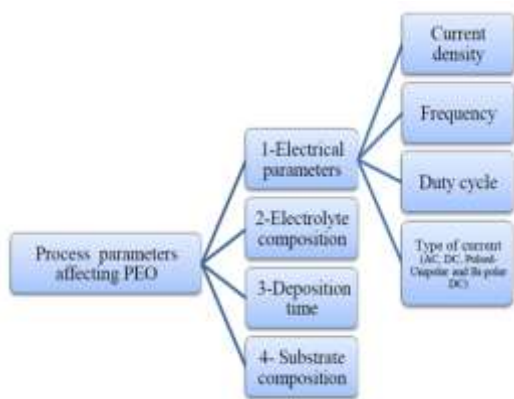 Process parameters
affecting PEO
1-Electrical
parameters
2-Electrolyte
composition
3-Deposition
time
4- Substrate
composition
Current
density
Frequency
Duty cycle
Type of current
(AC, DC, Pulsed-
Unipolar and Bi-polar
DC)